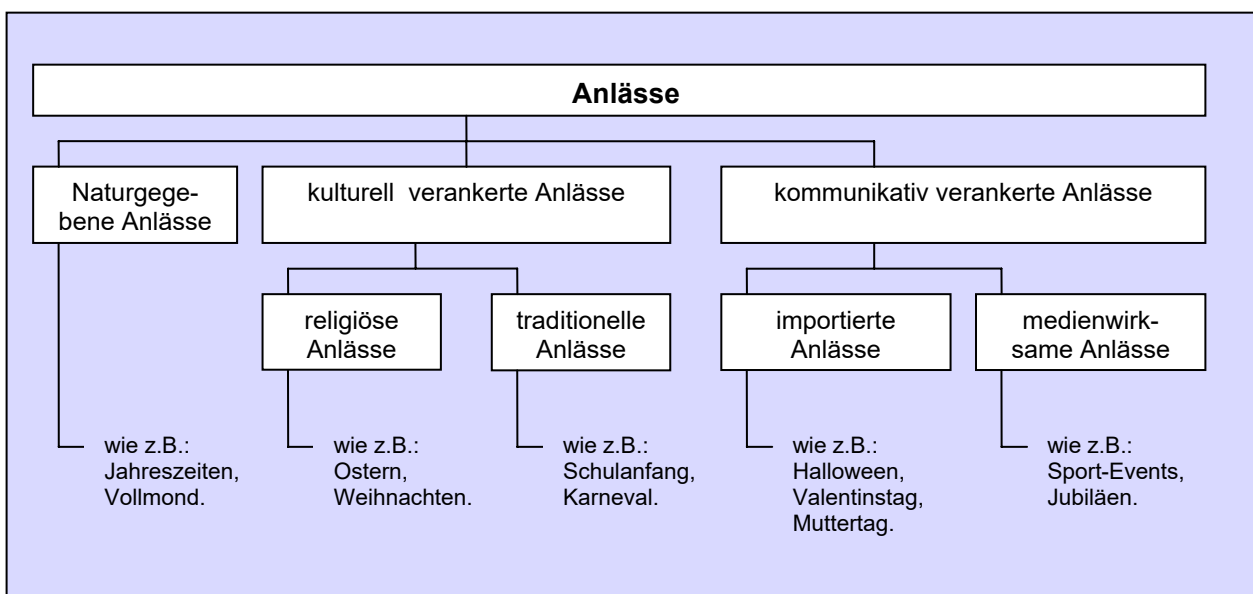 Anlässe
Naturgege-
bene Anlässe
kulturell  verankerte Anlässe
kommunikativ verankerte Anlässe
religiöse
Anlässe
traditionelle
Anlässe
importierte
Anlässe
medienwirk-
same Anlässe
wie z.B.:
Jahreszeiten,
Vollmond.
wie z.B.:
Ostern,
Weihnachten.
wie z.B.:
Schulanfang,
Karneval.
wie z.B.:
Halloween,
Valentinstag,
Muttertag.
wie z.B.:
Sport-Events,
Jubiläen.